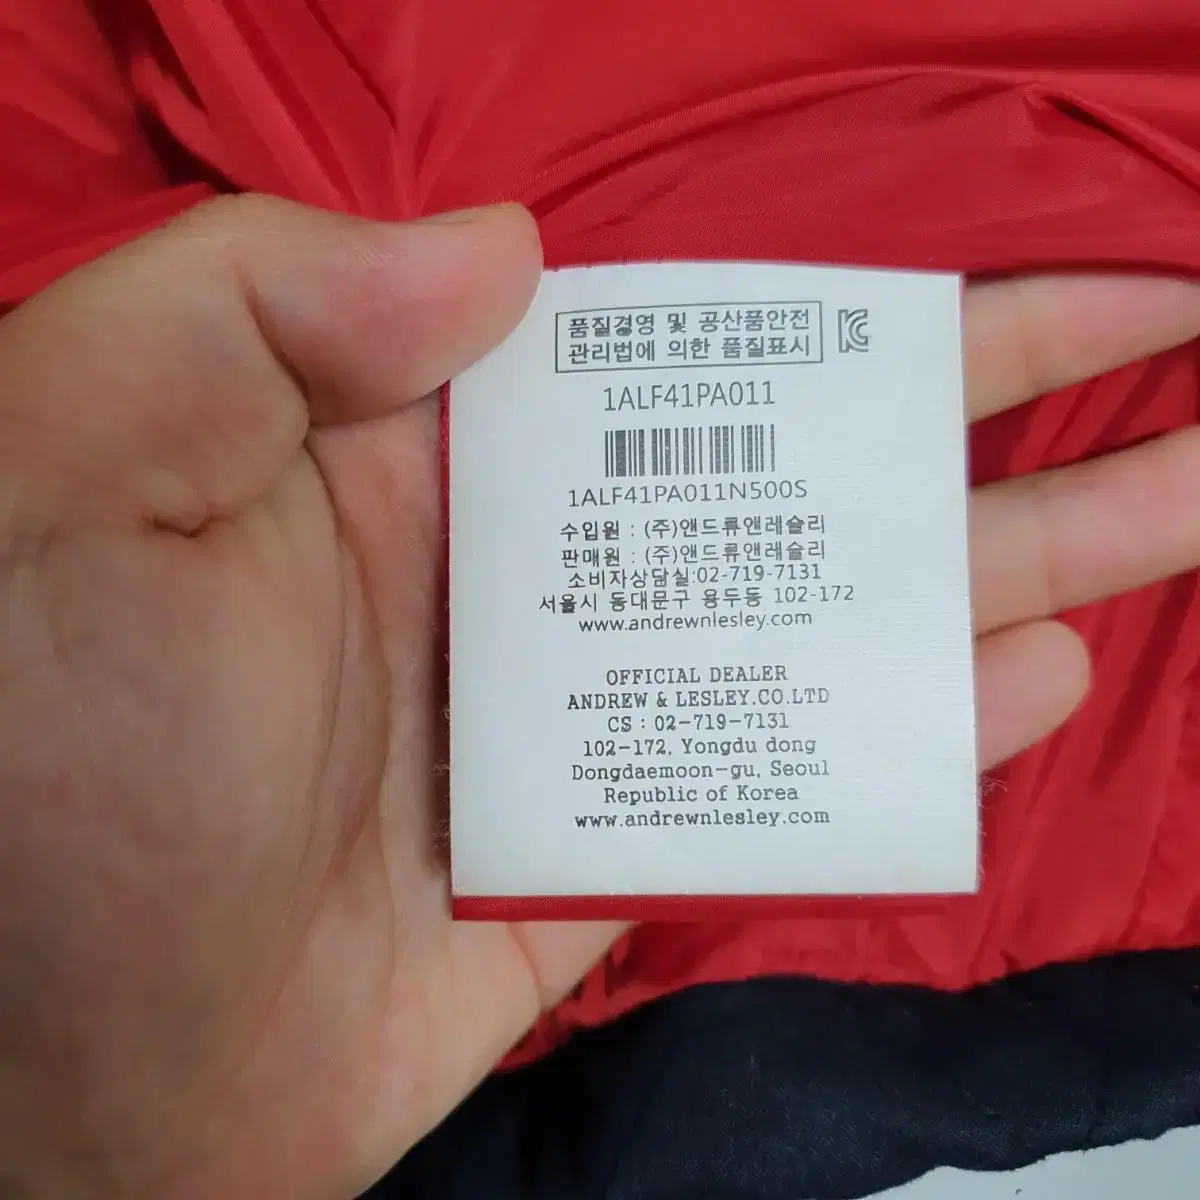 품질경영 및 공산품안전
관리법에 의한 품질표시
1ALF41PA011
1ALF41PA011N500S
수입원 : (주)앤드류앤레슬리
판매원 : (주)앤드류앤레슬리
소비자상담실:02-719-7131
서울시 동대문구 용두동 102-172
www.andrewnlesley.com
OFFICIAL DEALER
ANDREW & LESLEY.CO.LTD
CS : 02-719-7131
102-172, Yongdu dong
Dongdaemoon-gu, Seoul
Republic of Korea
www.andrewnlesley.com